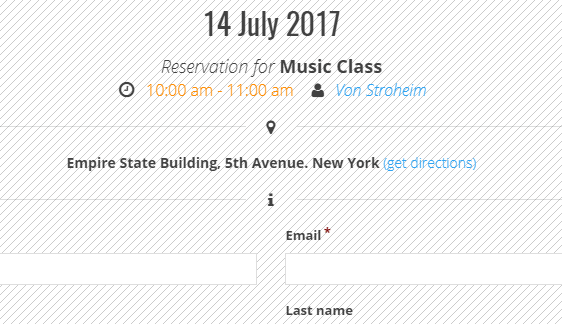 14 July 2017
Reservation for Music Class
10:00 am - 11:00 am Von Stroheim
Empire State Building, 5th Avenue. New York (get directions)
Email *
Last name